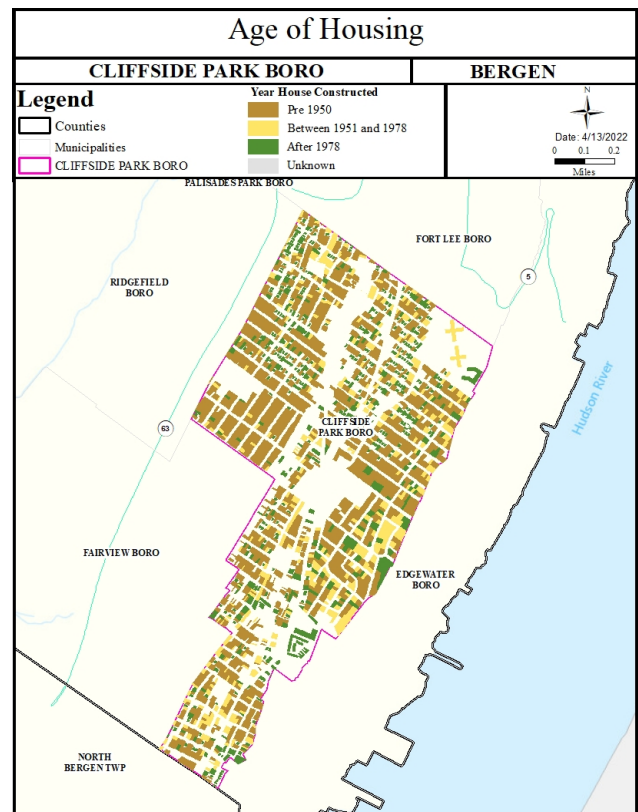 Age of Housing
CLIFFSIDE PARK BORO
BERGEN
Legend
Counties
Municipalities
CLIFFSIDE PARK BORO
Year House Constructed
Pre 1950
Between 1951 and 1978
After 1978
Unknown
N
Date: 4/13/2022
0 0.1 0.2
Miles
PALISADES PARK BORO
FORT LEE BORO
RIDGEFIELD
BORO
5
Hudson River
CLIFFSIDE
PARK BORO
63
FAIRVIEW BORO
EDGEWATER
BORO
NORTH
BERGEN TWP